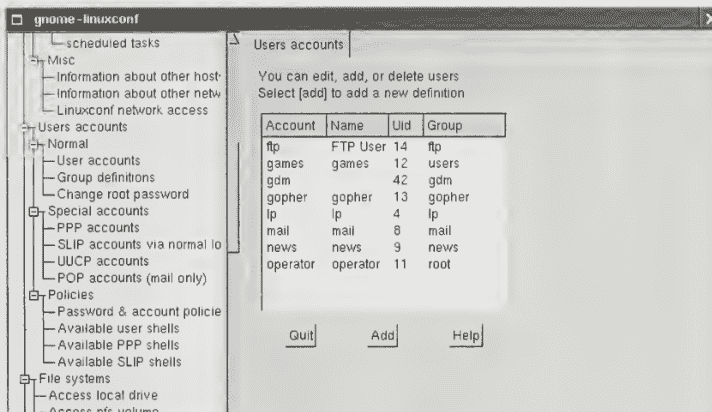 gnome-linuxconf
scheduled tasks
Misc
Information about other host
Information about other netw
Linuxconf network access
Users accounts
Normal
User accounts
Group definitions
Change root password
Special accounts
PPP accounts
SLIP accounts via normal lo
UUCP accounts
POP accounts (mail only)
Policies
Password & account policie
Available user shells
Available PPP shells
Available SLIP shells
File systems
Access local drive
Access nfs volume
Users accounts
You can edit, add, or delete users
Select [add] to add a new definition
Account Name Uid Group
ftp FTP User 14 ftp
games games 12 users
gdm 42 gdm
gopher gopher 13 gopher
lp lp 4 lp
mail mail 8 mail
news news 9 news
operator operator 11 root
Quit Add Help